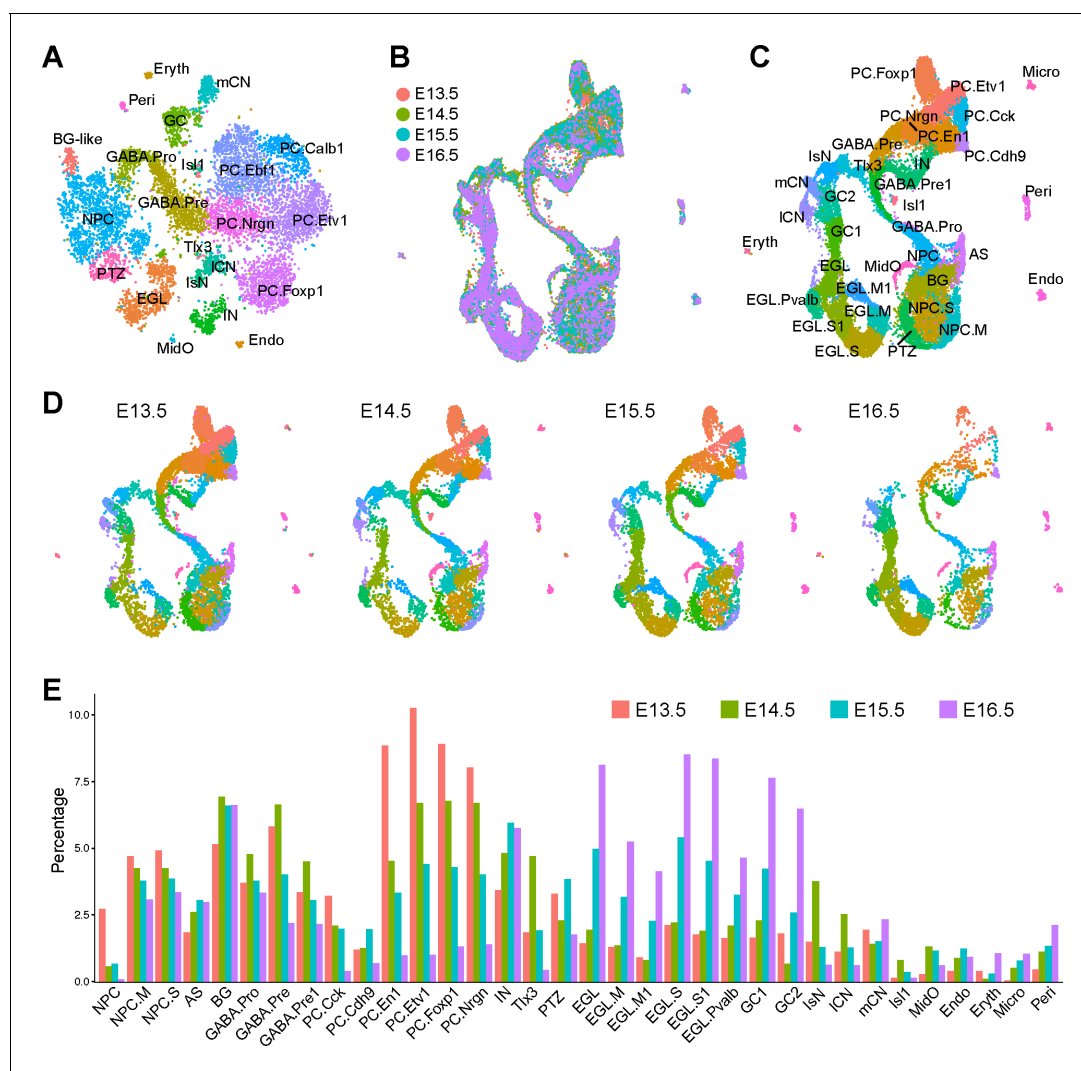 A
Eryth
mCN
Peri
GC
BG-like
GABA.Pro
Isl1
PC.Calb1
PC.Ebf1
GABA.Pre
NPC
PC.Nrgn
PC.Etv1
Tlx3
PTZ
ICN
IsN
EGL
PC.Foxp1
IN
MidO
Endo
B
E13.5
E14.5
E15.5
E16.5
C
PC.Foxp1
Micro
PC.Etv1
PC.Cck
PC.Nrgn
PC.En1
GABA.Pre
IsN
Tlx3
IN
PC.Cdh9
mCN
GC2
GABA.Pre1
Peri
ICN
Isl1
GC1
GABA.Pro
Eryth
NPC
AS
EGL
MidO
BG
Endo
EGL.M1
EGL.Pvalb
EGL.M
NPC.S
EGL.S1
NPC.M
EGL.S
PTZ
D
E13.5 E14.5 E15.5 E16.5
E
E13.5 E14.5 E15.5 E16.5
Percentage
10.0
7.5
5.0
2.5
0.0
NPC NPC.M NPC.S AS BG GABA.Pro GABA.Pre GABA.Pre1 PC.Cck PC.Cdh9 PC.En1 PC.Etv1 PC.Foxp1 PC.Nrgn IN Tlx3 PTZ EGL EGL.M EGL.M1 EGL.S EGL.S1 EGL.Pvalb GC1 GC2 IsN ICN mCN Isl1 MidO Endo Eryth Micro Peri